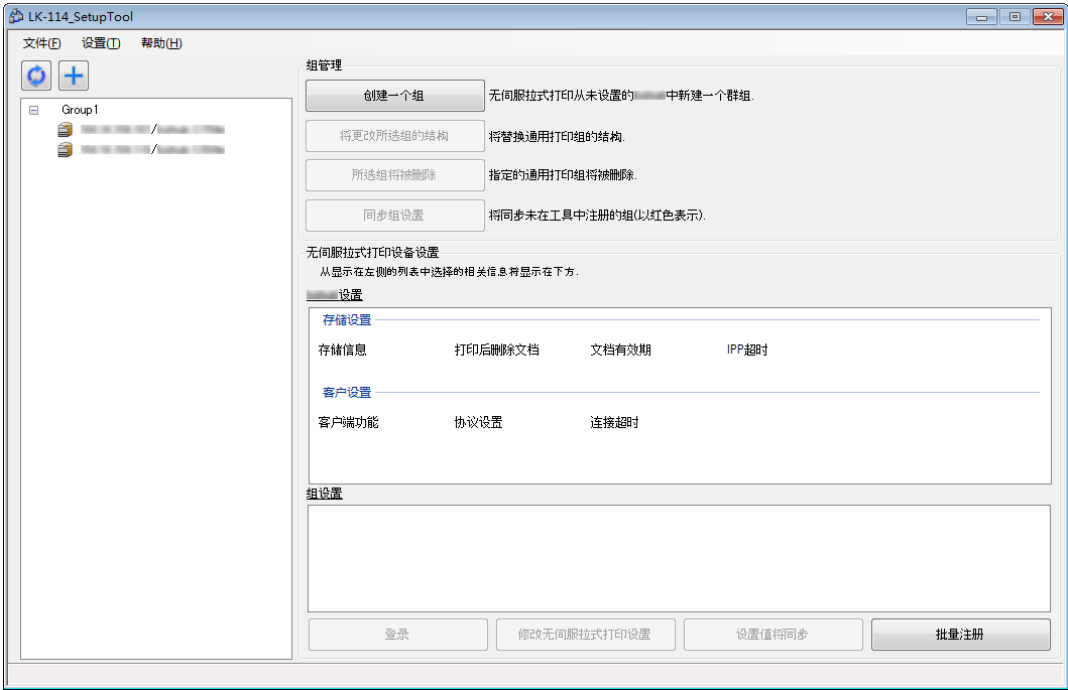 LK-114_SetupTool
文件(F) 设置(T) 帮助(H)
Group1
/
/
组管理
创建一个组 无伺服拉式打印从未设置的 中新建一个群组.
将更改所选组的结构 将替换通用打印组的结构.
所选组将被删除 指定的通用打印组将被删除.
同步组设置 将同步未在工具中注册的组(以红色表示).
无伺服拉式打印设备设置
从显示在左侧的列表中选择的相关信息将显示在下方.
设置
存储设置
存储信息 打印后删除文档 文档有效期 IPP超时
客户设置
客户端功能 协议设置 连接超时
组设置
登录 修改无伺服拉式打印设置 设置值将同步 批量注册